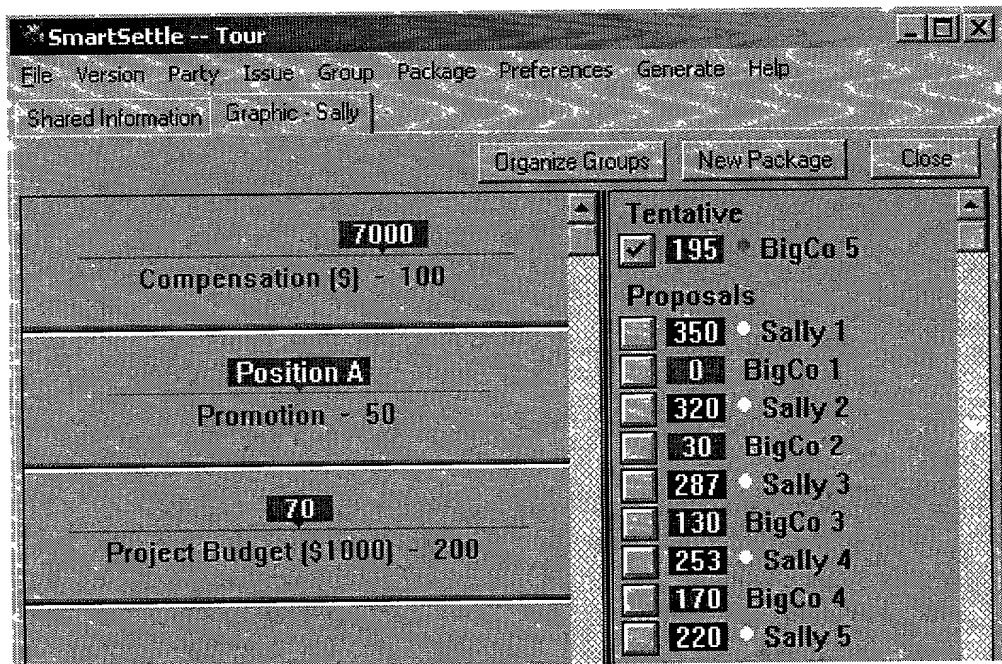 SmartSettle -- Tour
File Version Party Issue Group Package Preferences Generate Help
Shared Information Graphic - Sally
Organize Groups New Package Close
7000
Compensation ($) - 100
Position A
Promotion - 50
70
Project Budget ($1000) - 200
Tentative
195 BigCo 5
Proposals
350 Sally 1
0 BigCo 1
320 Sally 2
30 BigCo 2
287 Sally 3
130 BigCo 3
253 Sally 4
170 BigCo 4
220 Sally 5